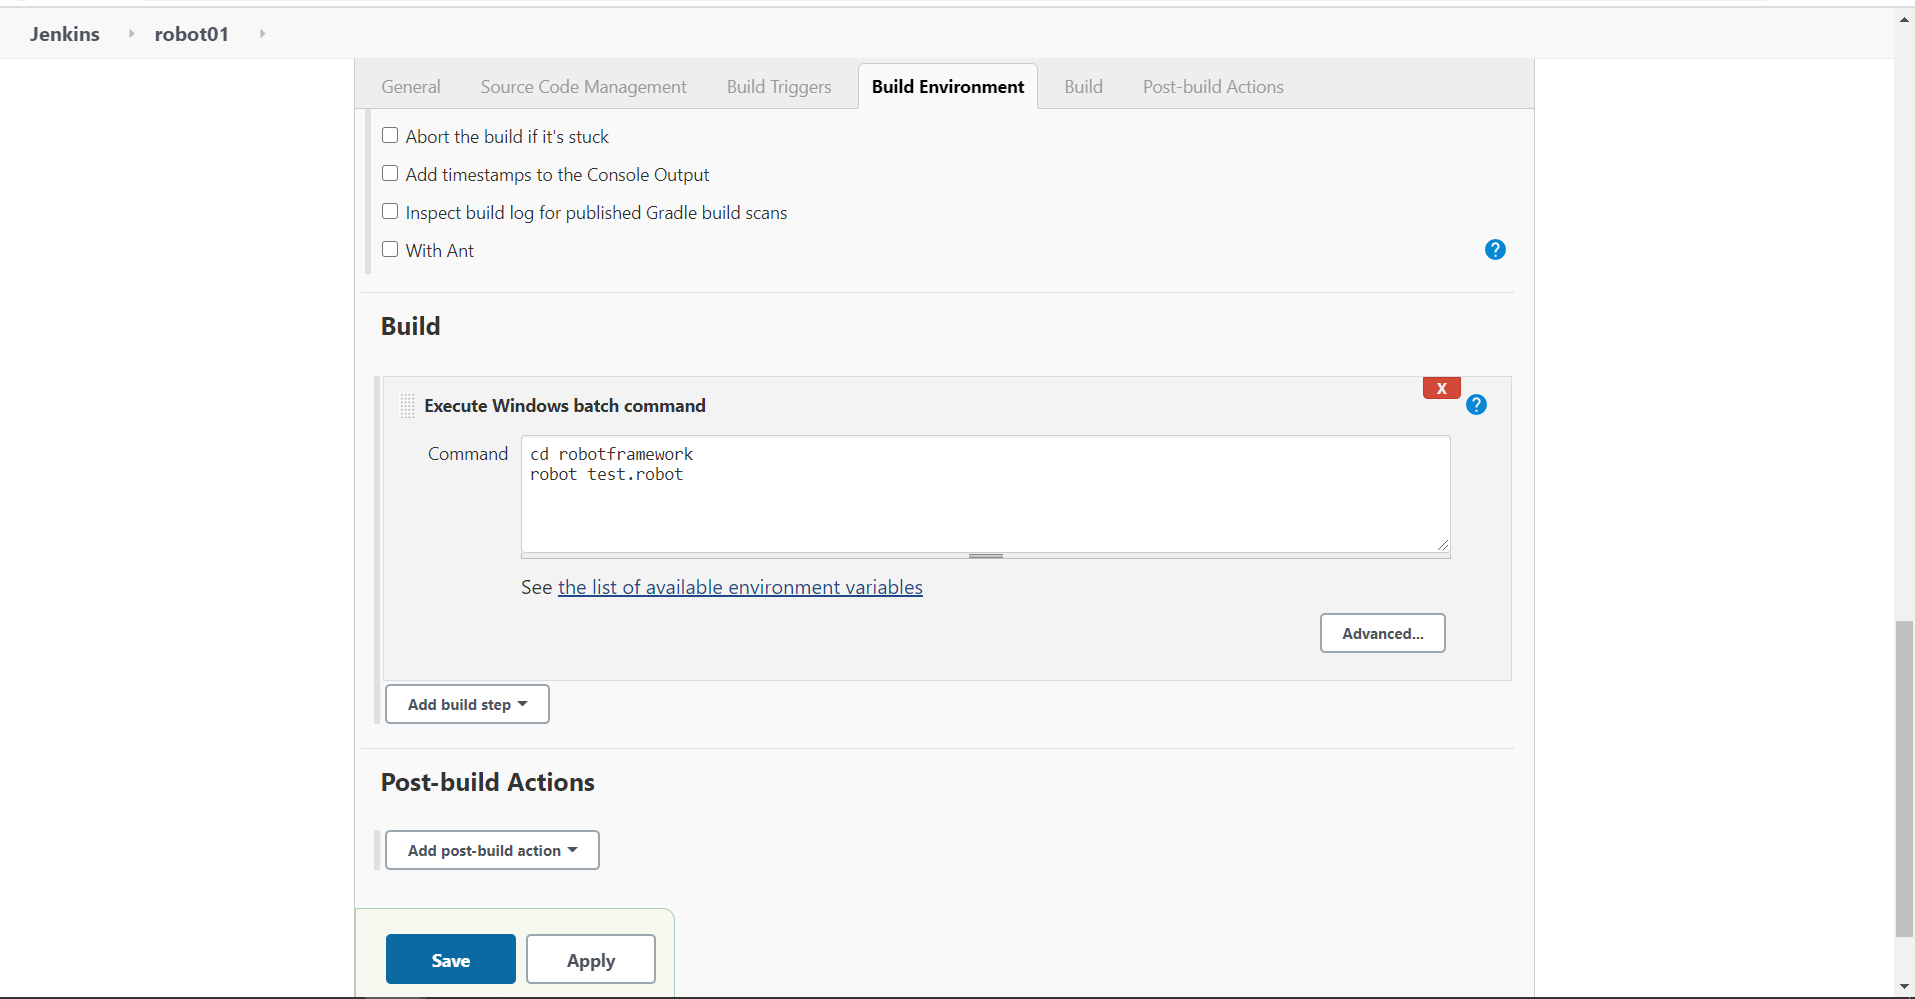 Jenkins robot01
General Source Code Management Build Triggers Build Environment Build Post-build Actions
Abort the build if it's stuck
Add timestamps to the Console Output
Inspect build log for published Gradle build scans
With Ant
?
Build
X
Execute Windows batch command
?
Command
cd robotframework
robot test.robot
See the list of available environment variables
Advanced...
Add build step
Post-build Actions
Add post-build action
Save Apply